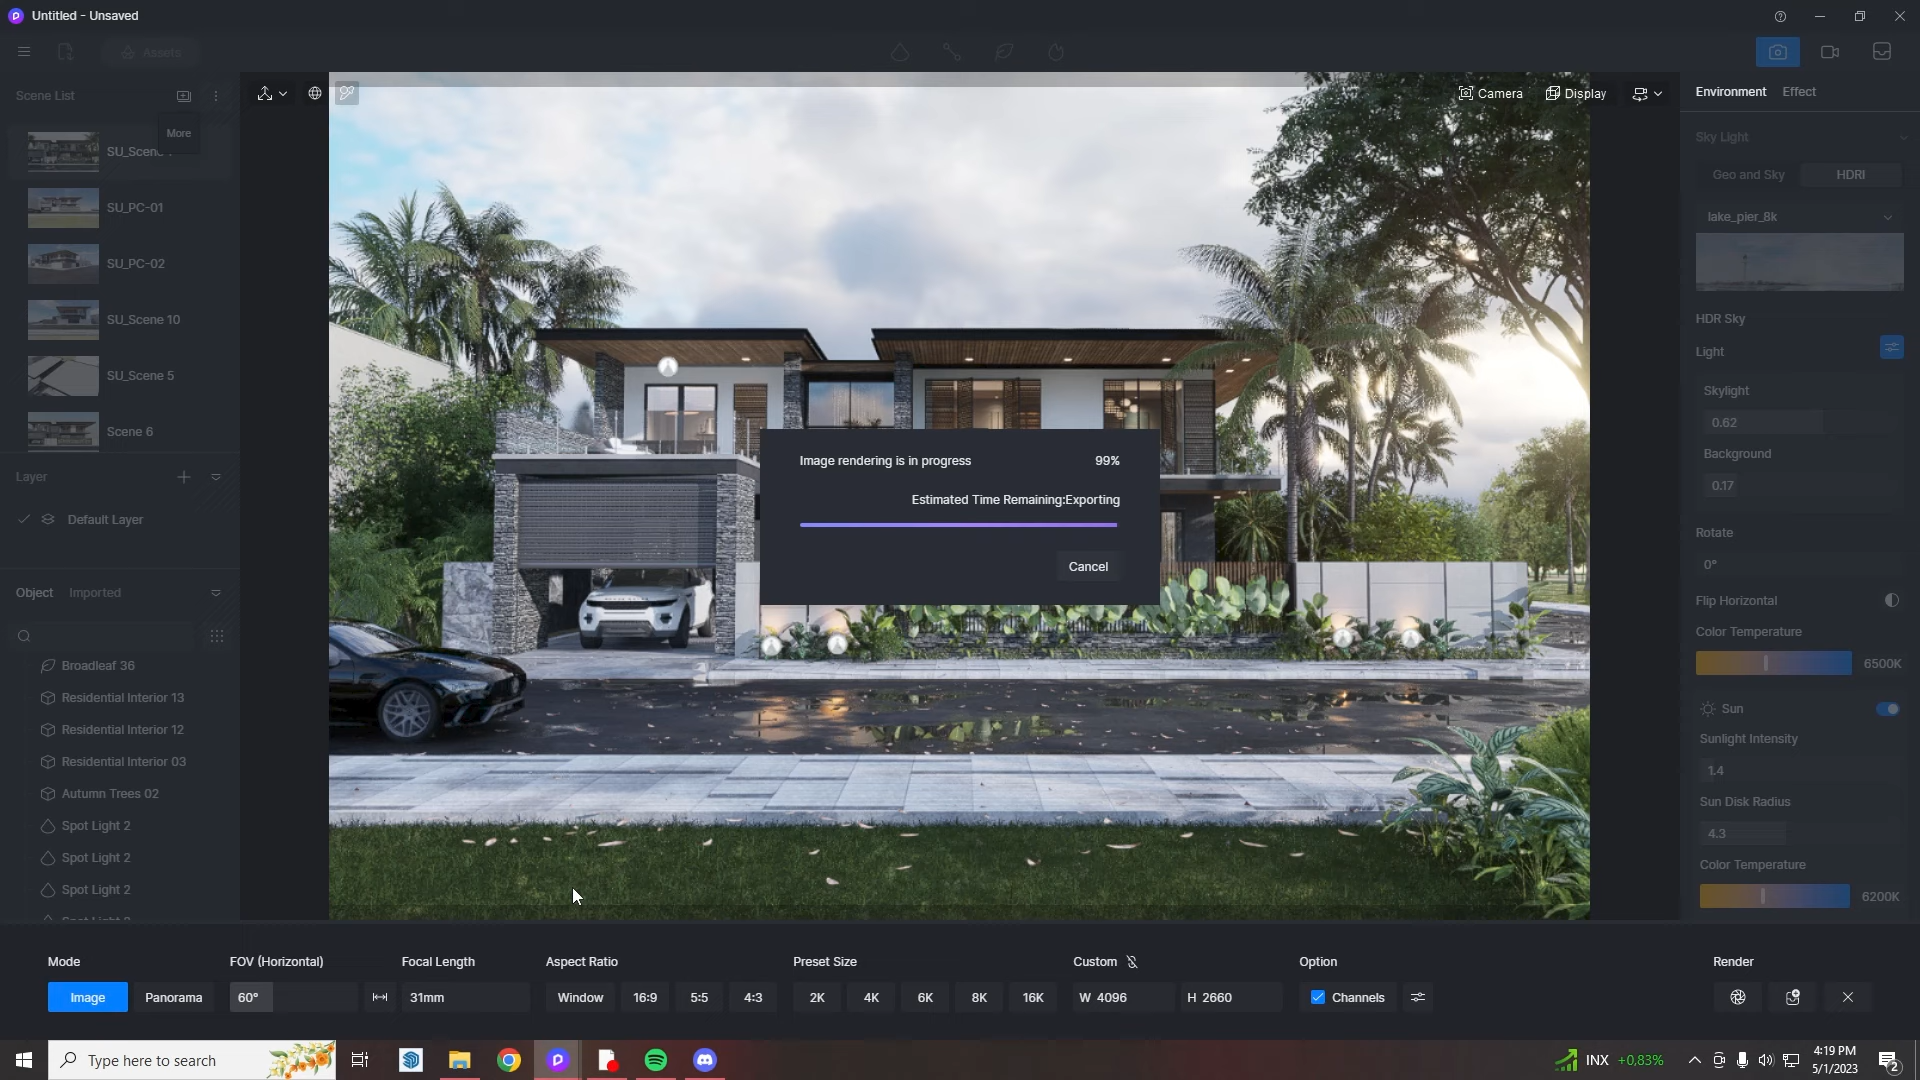 Untitled - Unsaved
Assets
Scene List
More
SU_Scene
SU_PC-01
SU_PC-02
SU_Scene 10
SU_Scene 5
Scene 6
Layer
Default Layer
Object Imported
Broadleaf 36
Residential Interior 13
Residential Interior 12
Residential Interior 03
Autumn Trees 02
Spot Light 2
Spot Light 2
Spot Light 2
Camera Display
Image rendering is in progress 99%
Estimated Time Remaining:Exporting
Cancel
Environment Effect
Sky Light
Geo and Sky HDRI
lake_pier_8k
HDR Sky
Light
Skylight
0.62
Background
0.17
Rotate
0°
Flip Horizontal
Color Temperature
6500K
Sun
Sunlight Intensity
1.4
Sun Disk Radius
4.3
Color Temperature
6200K
Mode FOV (Horizontal) Focal Length Aspect Ratio Preset Size Custom Option Render
Image Panorama 60° 31mm Window 16:9 5:5 4:3 2K 4K 6K 8K 16K W 4096 H 2660 Channels
Type here to search
INX +0,83%
4:19 PM
5/1/2023
2